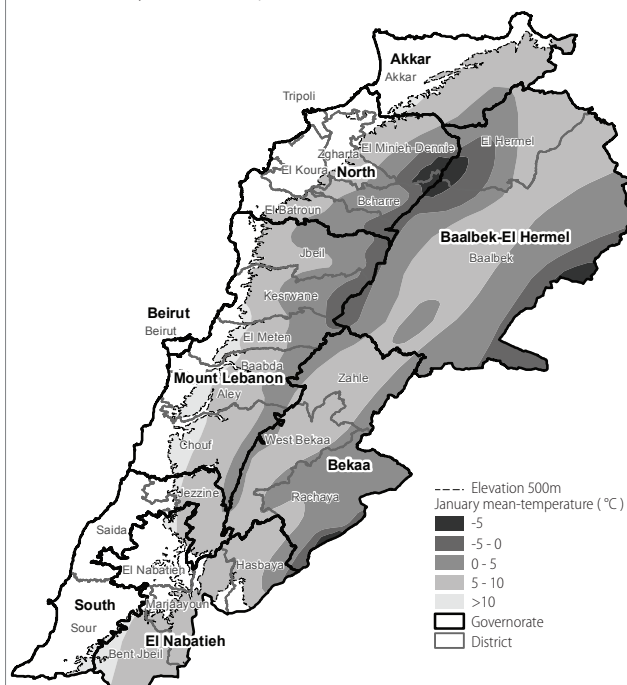 Akkar
Akkar
Tripoli
El Minieh-Dennie
El Hermel
Zgharta
El Koura
North
El Batroun
Bcharre
Baalbek-El Hermel
Baalbek
Jbeil
Kesrwane
Beirut
Beirut
El Meten
Baabda
Mount Lebanon
Aley
Zahle
Chouf
West Bekaa
Bekaa
Jezzine
Rachaya
Saida
El Nabatieh
Hasbaya
South
Marjaayoun
Sour
El Nabatieh
Bent Jbeil
Elevation 500m
January mean-temperature ( °C )
-5
-5 - 0
0 - 5
5 - 10
>10
Governorate
District